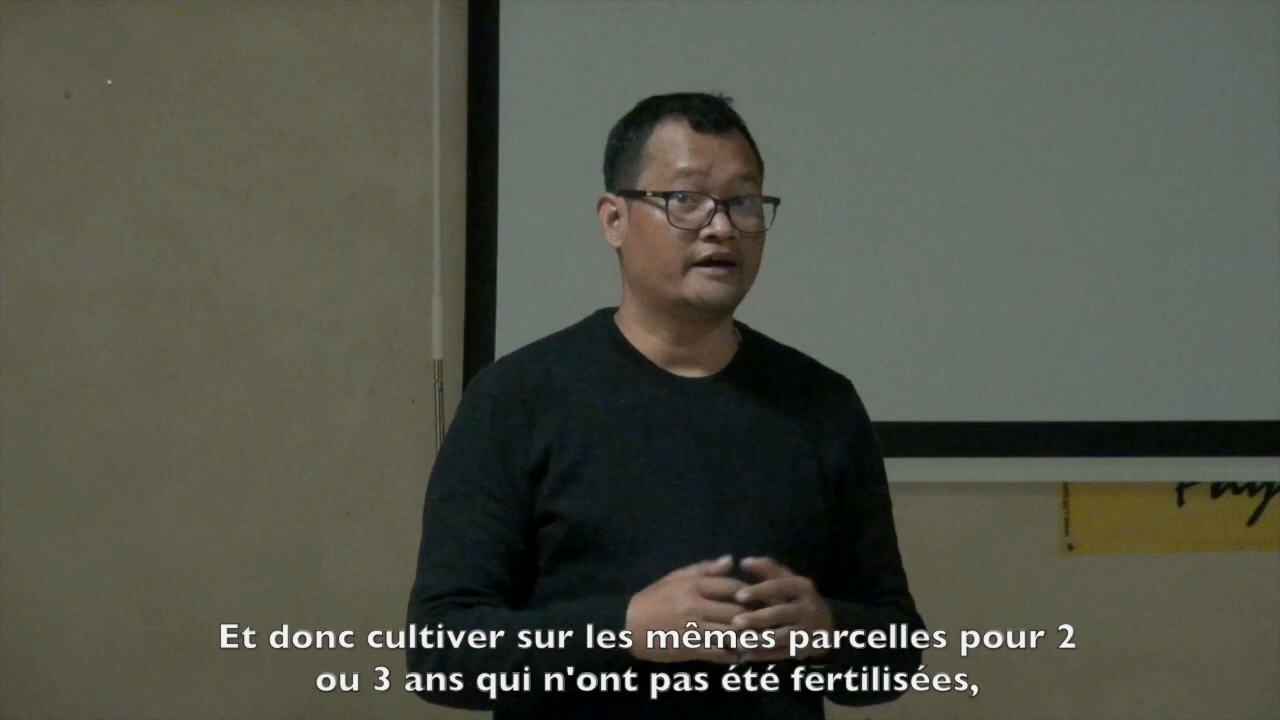 Et donc cultiver sur les mêmes parcelles pour 2
ou 3 ans qui n'ont pas été fertilisées,